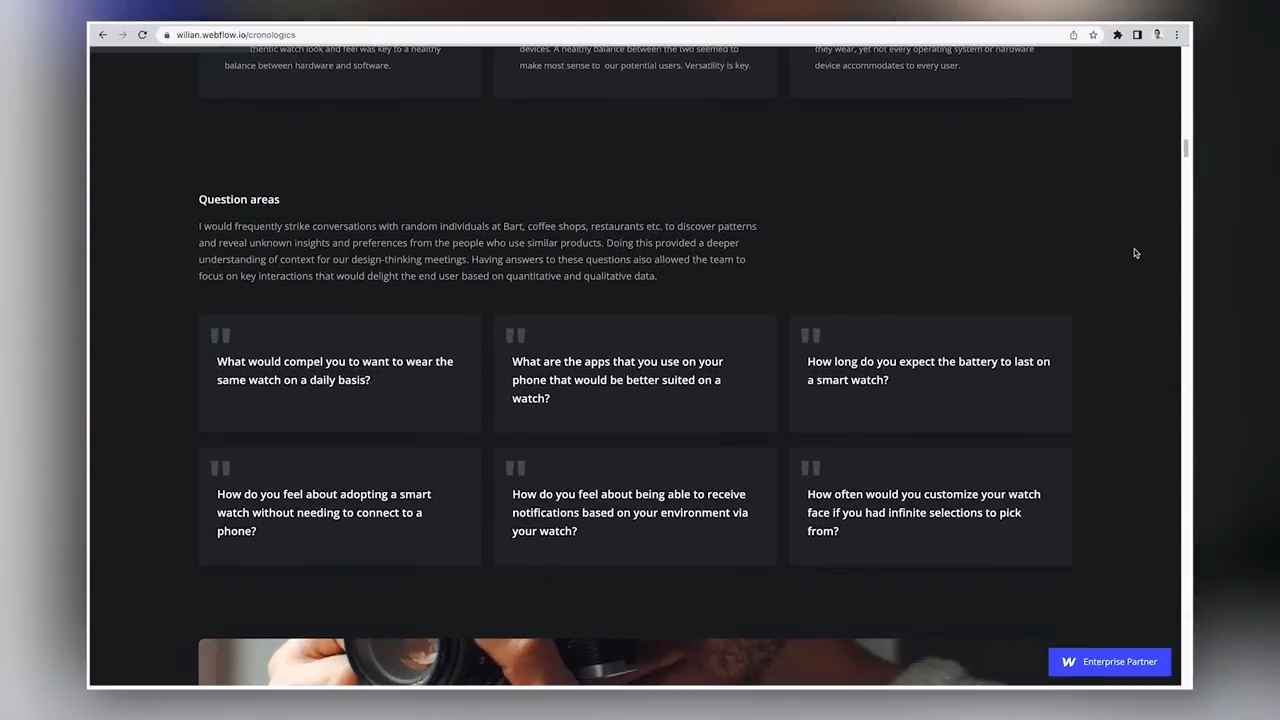 wilian.webflow.io/cronologics
thentic watch look and feel was key to a healthy
balance between hardware and software.
devices. A healthy balance between the two seemed to
make most sense to our potential users. Versatility is key.
they wear, yet not every operating system or hardware
device accommodates to every user.
Question areas
I would frequently strike conversations with random individuals at Bart, coffee shops, restaurants etc. to discover patterns
and reveal unknown insights and preferences from the people who use similar products. Doing this provided a deeper
understanding of context for our design-thinking meetings. Having answers to these questions also allowed the team to
focus on key interactions that would delight the end user based on quantitative and qualitative data.
What would compel you to want to wear the
same watch on a daily basis?
What are the apps that you use on your
phone that would be better suited on a
watch?
How long do you expect the battery to last on
a smart watch?
How do you feel about adopting a smart
watch without needing to connect to a
phone?
How do you feel about being able to receive
notifications based on your environment via
your watch?
How often would you customize your watch
face if you had infinite selections to pick
from?
W Enterprise Partner